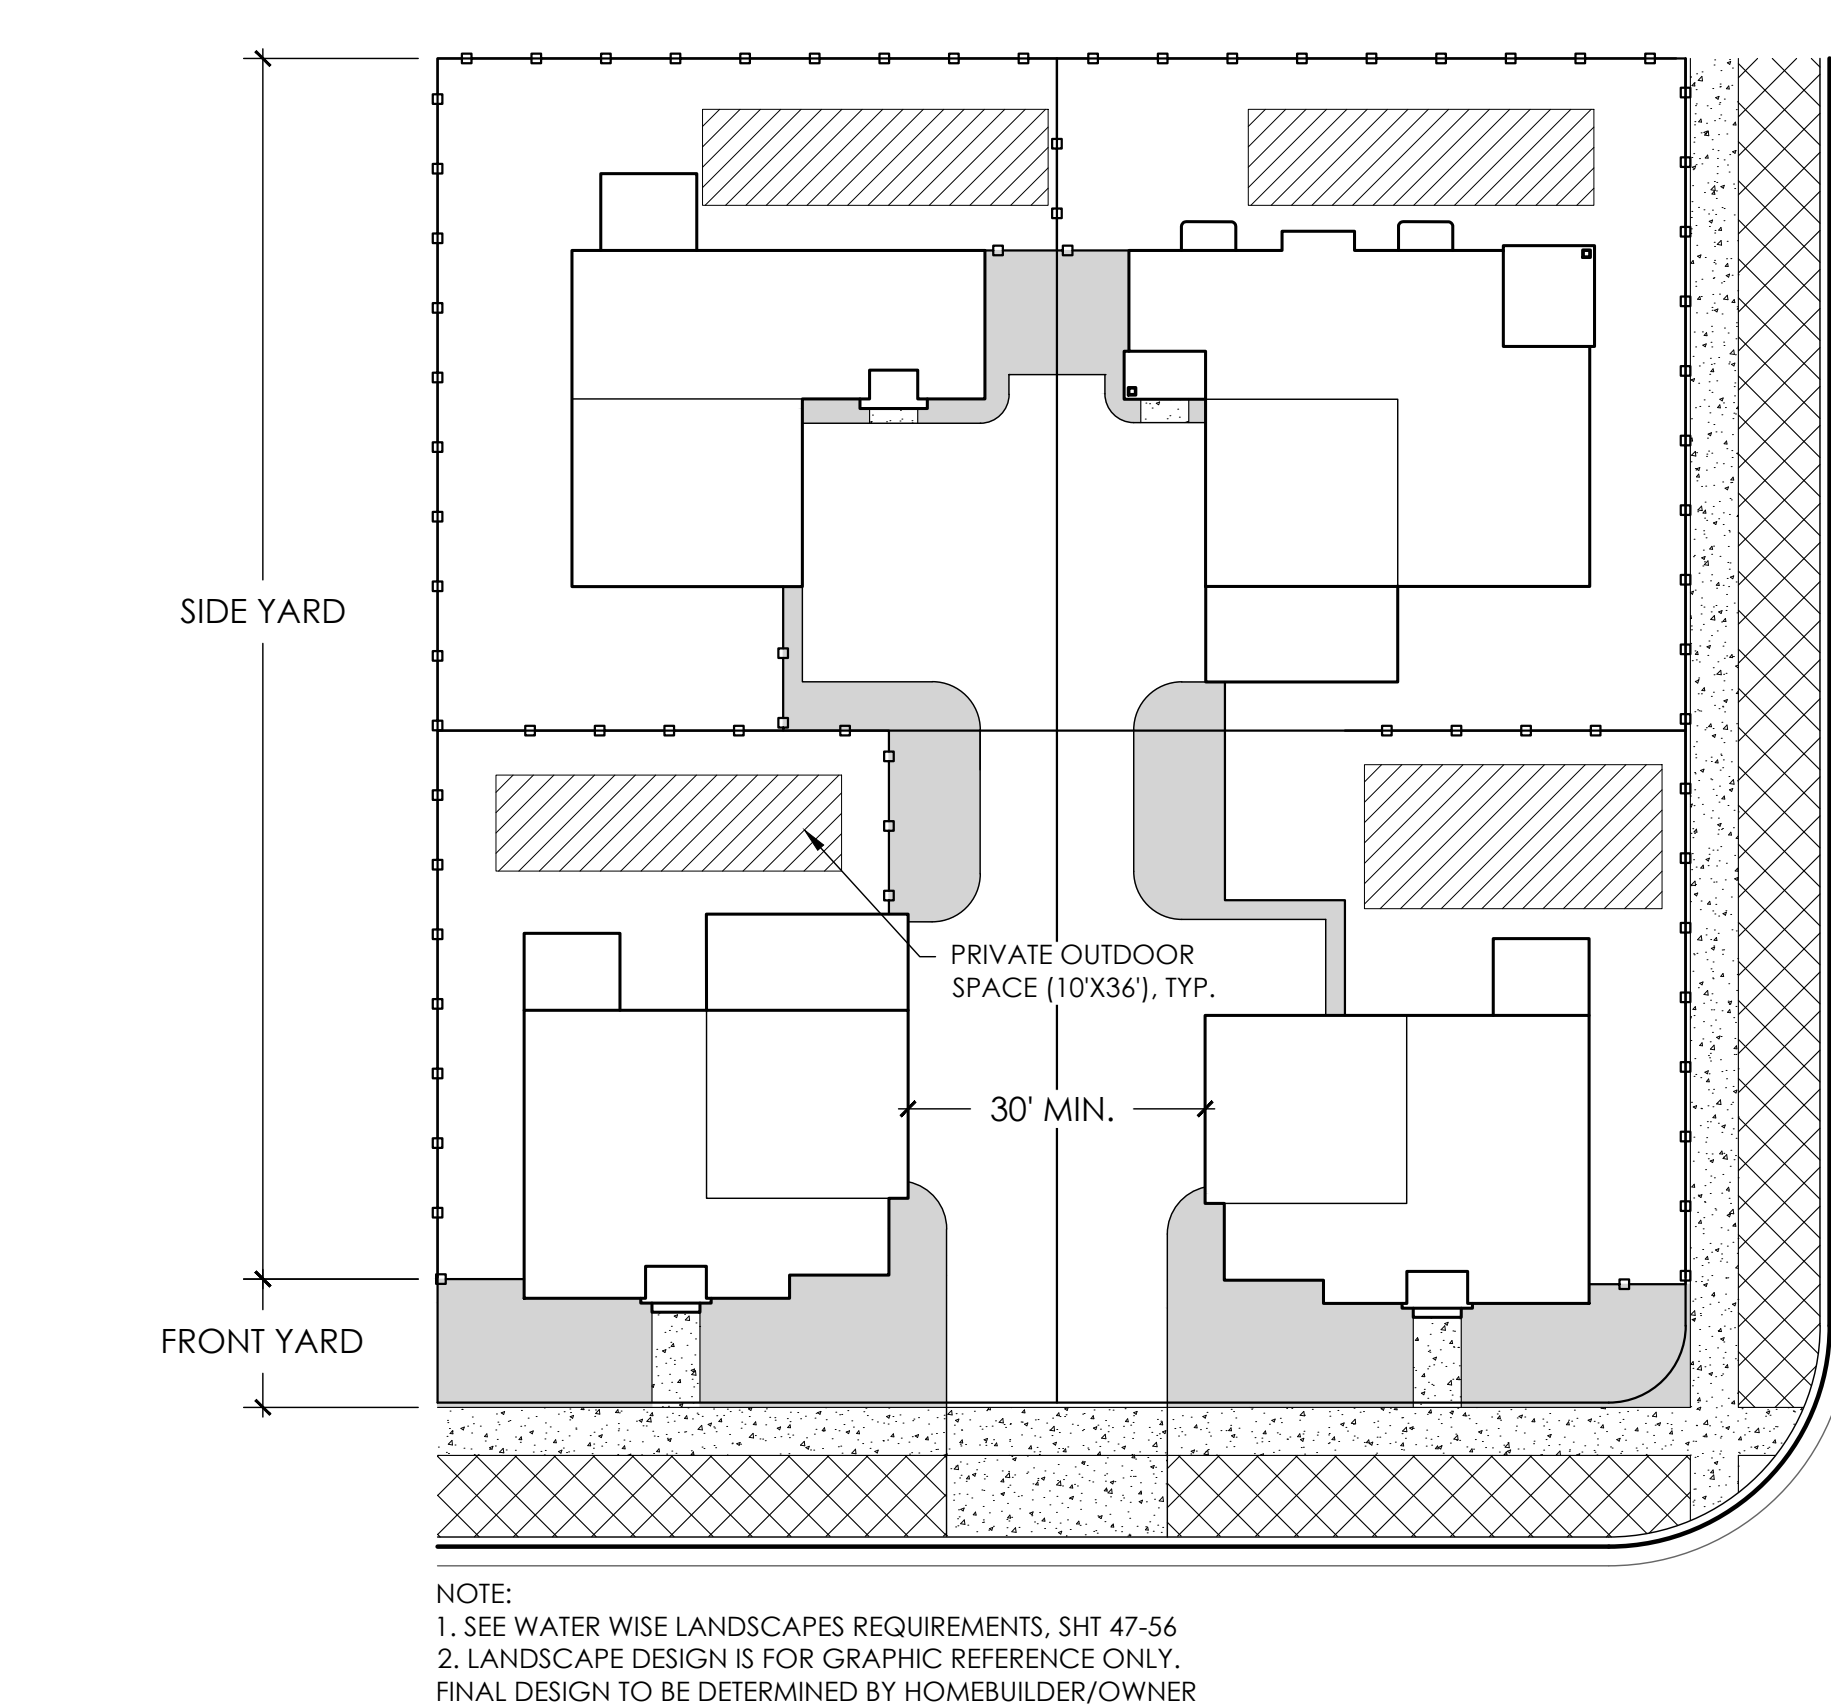 SIDE YARD
PRIVATE OUTDOOR
SPACE (10'X36'), TYP.
30' MIN.
FRONT YARD
NOTE:
1. SEE WATER WISE LANDSCAPES REQUIREMENTS, SHT 47-56
2. LANDSCAPE DESIGN IS FOR GRAPHIC REFERENCE ONLY.
FINAL DESIGN TO BE DETERMINED BY HOMEBUILDER/OWNER